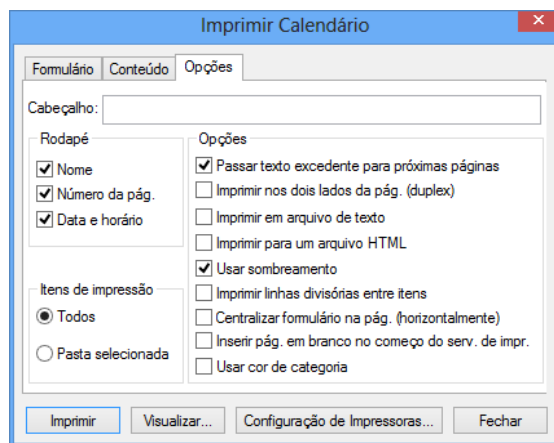 Imprimir Calendário
Formulário Conteúdo Opções
Cabeçalho:
Rodapé
Nome
Número da pág.
Data e horário
Itens de impressão
Todos
Pasta selecionada
Opções
Passar texto excedente para próximas páginas
Imprimir nos dois lados da pág. (duplex)
Imprimir em arquivo de texto
Imprimir para um arquivo HTML
Usar sombreamento
Imprimir linhas divisórias entre itens
Centralizar formulário na pág. (horizontalmente)
Inserir pág. em branco no começo do serv. de impr.
Usar cor de categoria
Imprimir Visualizar... Configuração de Impressoras... Fechar